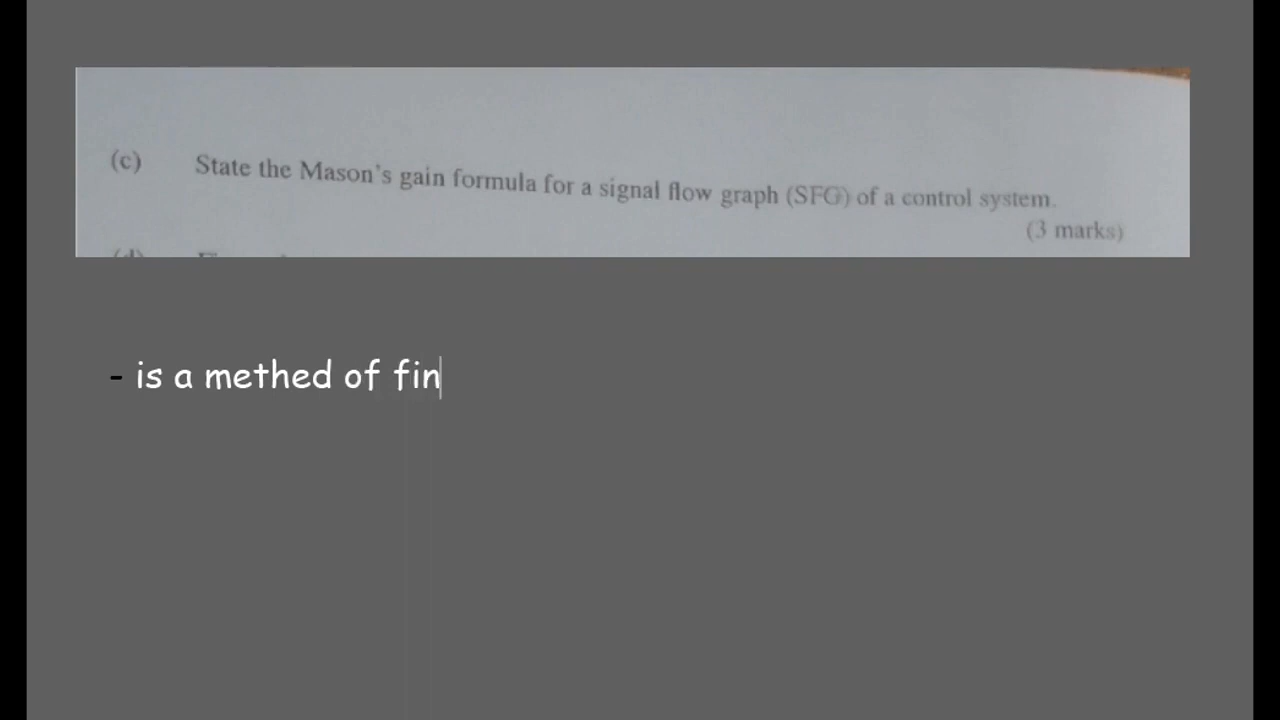 (c) State the Mason's gain formula for a signal flow graph (SFG) of a control system.
(3 marks)
(d)
- is a methed of fin